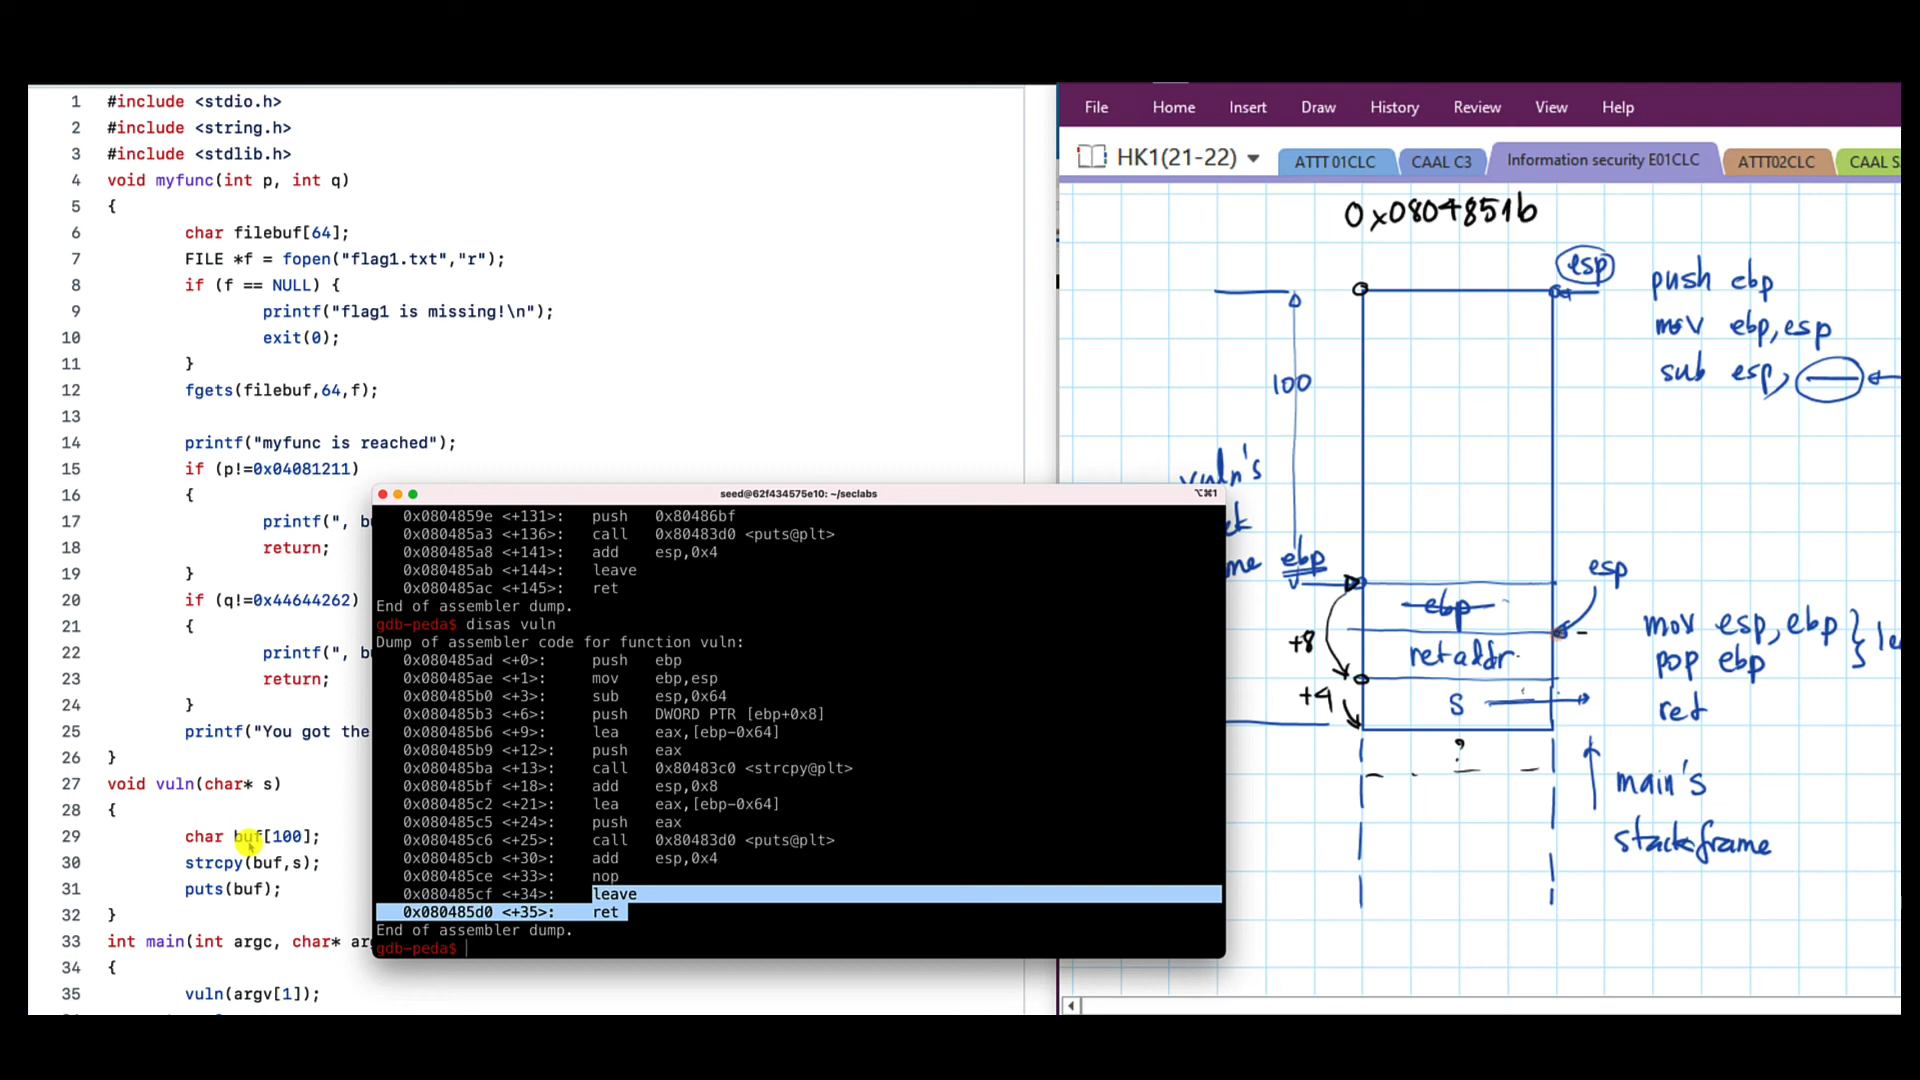 1 #include <stdio.h>
2 #include <string.h>
3 #include <stdlib.h>
4 void myfunc(int p, int q)
5 {
6 char filebuf[64];
7 FILE *f = fopen("flag1.txt","r");
8 if (f == NULL) {
9 printf("flag1 is missing!\n");
10 exit(0);
11 }
12 fgets(filebuf,64,f);
13
14 printf("myfunc is reached");
15 if (p!=0x04081211)
16 {
17 printf(", b
18 return;
19 }
20 if (q!=0x44644262)
21 {
22 printf(", b
23 return;
24 }
25 printf("You got the
26 }
27 void vuln(char* s)
28 {
29 char buf[100];
30 strcpy(buf,s);
31 puts(buf);
32 }
33 int main(int argc, char* ar
34 {
35 vuln(argv[1]);
seed@62f434575e10: ~/seclabs
⌥⌘1
0x0804859e <+131>: push 0x80486bf
0x080485a3 <+136>: call 0x80483d0 <puts@plt>
0x080485a8 <+141>: add esp,0x4
0x080485ab <+144>: leave
0x080485ac <+145>: ret
End of assembler dump.
gdb-peda$ disas vuln
Dump of assembler code for function vuln:
0x080485ad <+0>: push ebp
0x080485ae <+1>: mov ebp,esp
0x080485b0 <+3>: sub esp,0x64
0x080485b3 <+6>: push DWORD PTR [ebp+0x8]
0x080485b6 <+9>: lea eax,[ebp-0x64]
0x080485b9 <+12>: push eax
0x080485ba <+13>: call 0x80483c0 <strcpy@plt>
0x080485bf <+18>: add esp,0x8
0x080485c2 <+21>: lea eax,[ebp-0x64]
0x080485c5 <+24>: push eax
0x080485c6 <+25>: call 0x80483d0 <puts@plt>
0x080485cb <+30>: add esp,0x4
0x080485ce <+33>: nop
0x080485cf <+34>: leave
0x080485d0 <+35>: ret
End of assembler dump.
gdb-peda$
File Home Insert Draw History Review View Help
HK1(21-22) ATTT 01CLC CAAL C3 Information security E01CLC ATTT02CLC CAAL S
0x0804851b
esp
push ebp
mov ebp,esp
sub esp,
100
vuln's
me ebp
esp
ebp
+8
ret addr.
+4
S
?
mov esp, ebp } le
pop ebp
ret
main's
stackframe